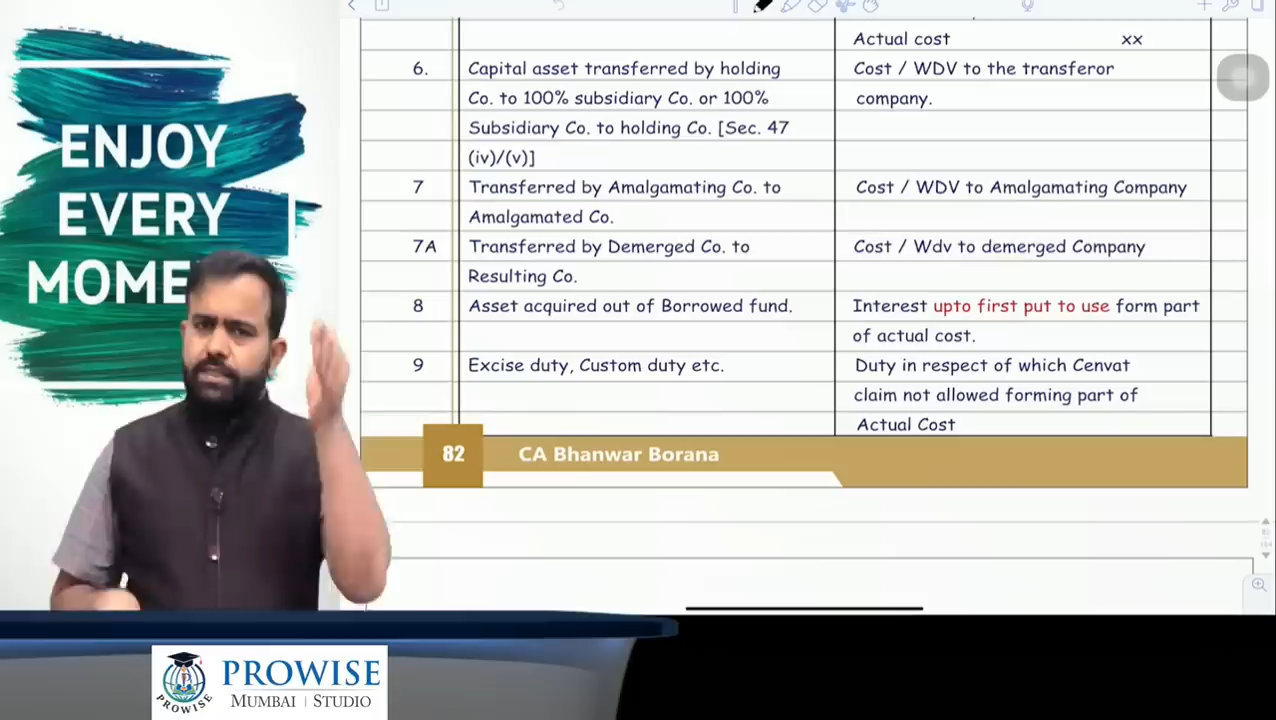 ENJOY
EVERY
MOME
Actual cost xx
6. Capital asset transferred by holding Cost / WDV to the transferor
Co. to 100% subsidiary Co. or 100% company.
Subsidiary Co. to holding Co. [Sec. 47
(iv)/(v)]
7 Transferred by Amalgamating Co. to Cost / WDV to Amalgamating Company
Amalgamated Co.
7A Transferred by Demerged Co. to Cost / Wdv to demerged Company
Resulting Co.
8 Asset acquired out of Borrowed fund. Interest upto first put to use form part
of actual cost.
9 Excise duty, Custom duty etc. Duty in respect of which Cenvat
claim not allowed forming part of
Actual Cost
82 CA Bhanwar Borana
PROWISE
PROWISE
MUMBAI | STUDIO